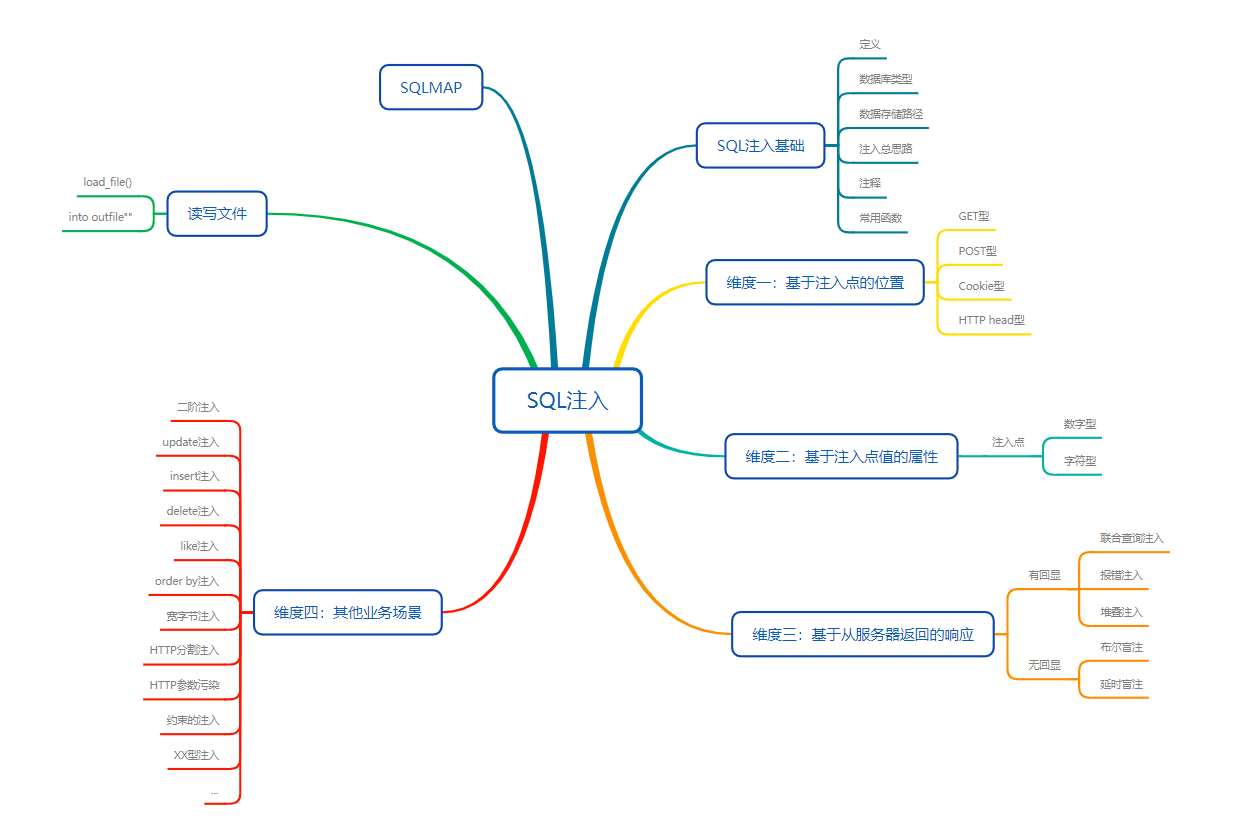 SQL注入
SQL注入基础
定义
数据库类型
数据存储路径
注入总思路
注释
常用函数
维度一：基于注入点的位置
GET型
POST型
Cookie型
HTTP head型
维度二：基于注入点值的属性
注入点
数字型
字符型
维度三：基于从服务器返回的响应
有回显
联合查询注入
报错注入
堆叠注入
无回显
布尔盲注
延时盲注
维度四：其他业务场景
二阶注入
update注入
insert注入
delete注入
like注入
order by注入
宽字节注入
HTTP分割注入
HTTP参数污染
约束的注入
XX型注入
...
读写文件
load_file()
into outfile""
SQLMAP